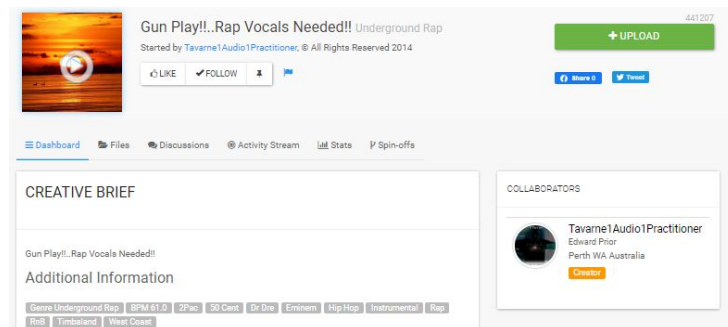 Gun Play!!..Rap Vocals Needed!! Underground Rap
441207
Started by Tavarne1Audio1Practitioner, © All Rights Reserved 2014
+ UPLOAD
LIKE FOLLOW
Share 0 Tweet
Dashboard Files Discussions Activity Stream Stats Spin-offs
CREATIVE BRIEF
Gun Play!!..Rap Vocals Needed!!
Additional Information
Genre Underground Rap BPM 61.0 2Pac 50 Cent Dr Dre Eminem Hip Hop Instrumental Rap
RnB Timbaland West Coast
COLLABORATORS
Tavarne1Audio1Practitioner
Edward Prior
Perth WA Australia
Creator